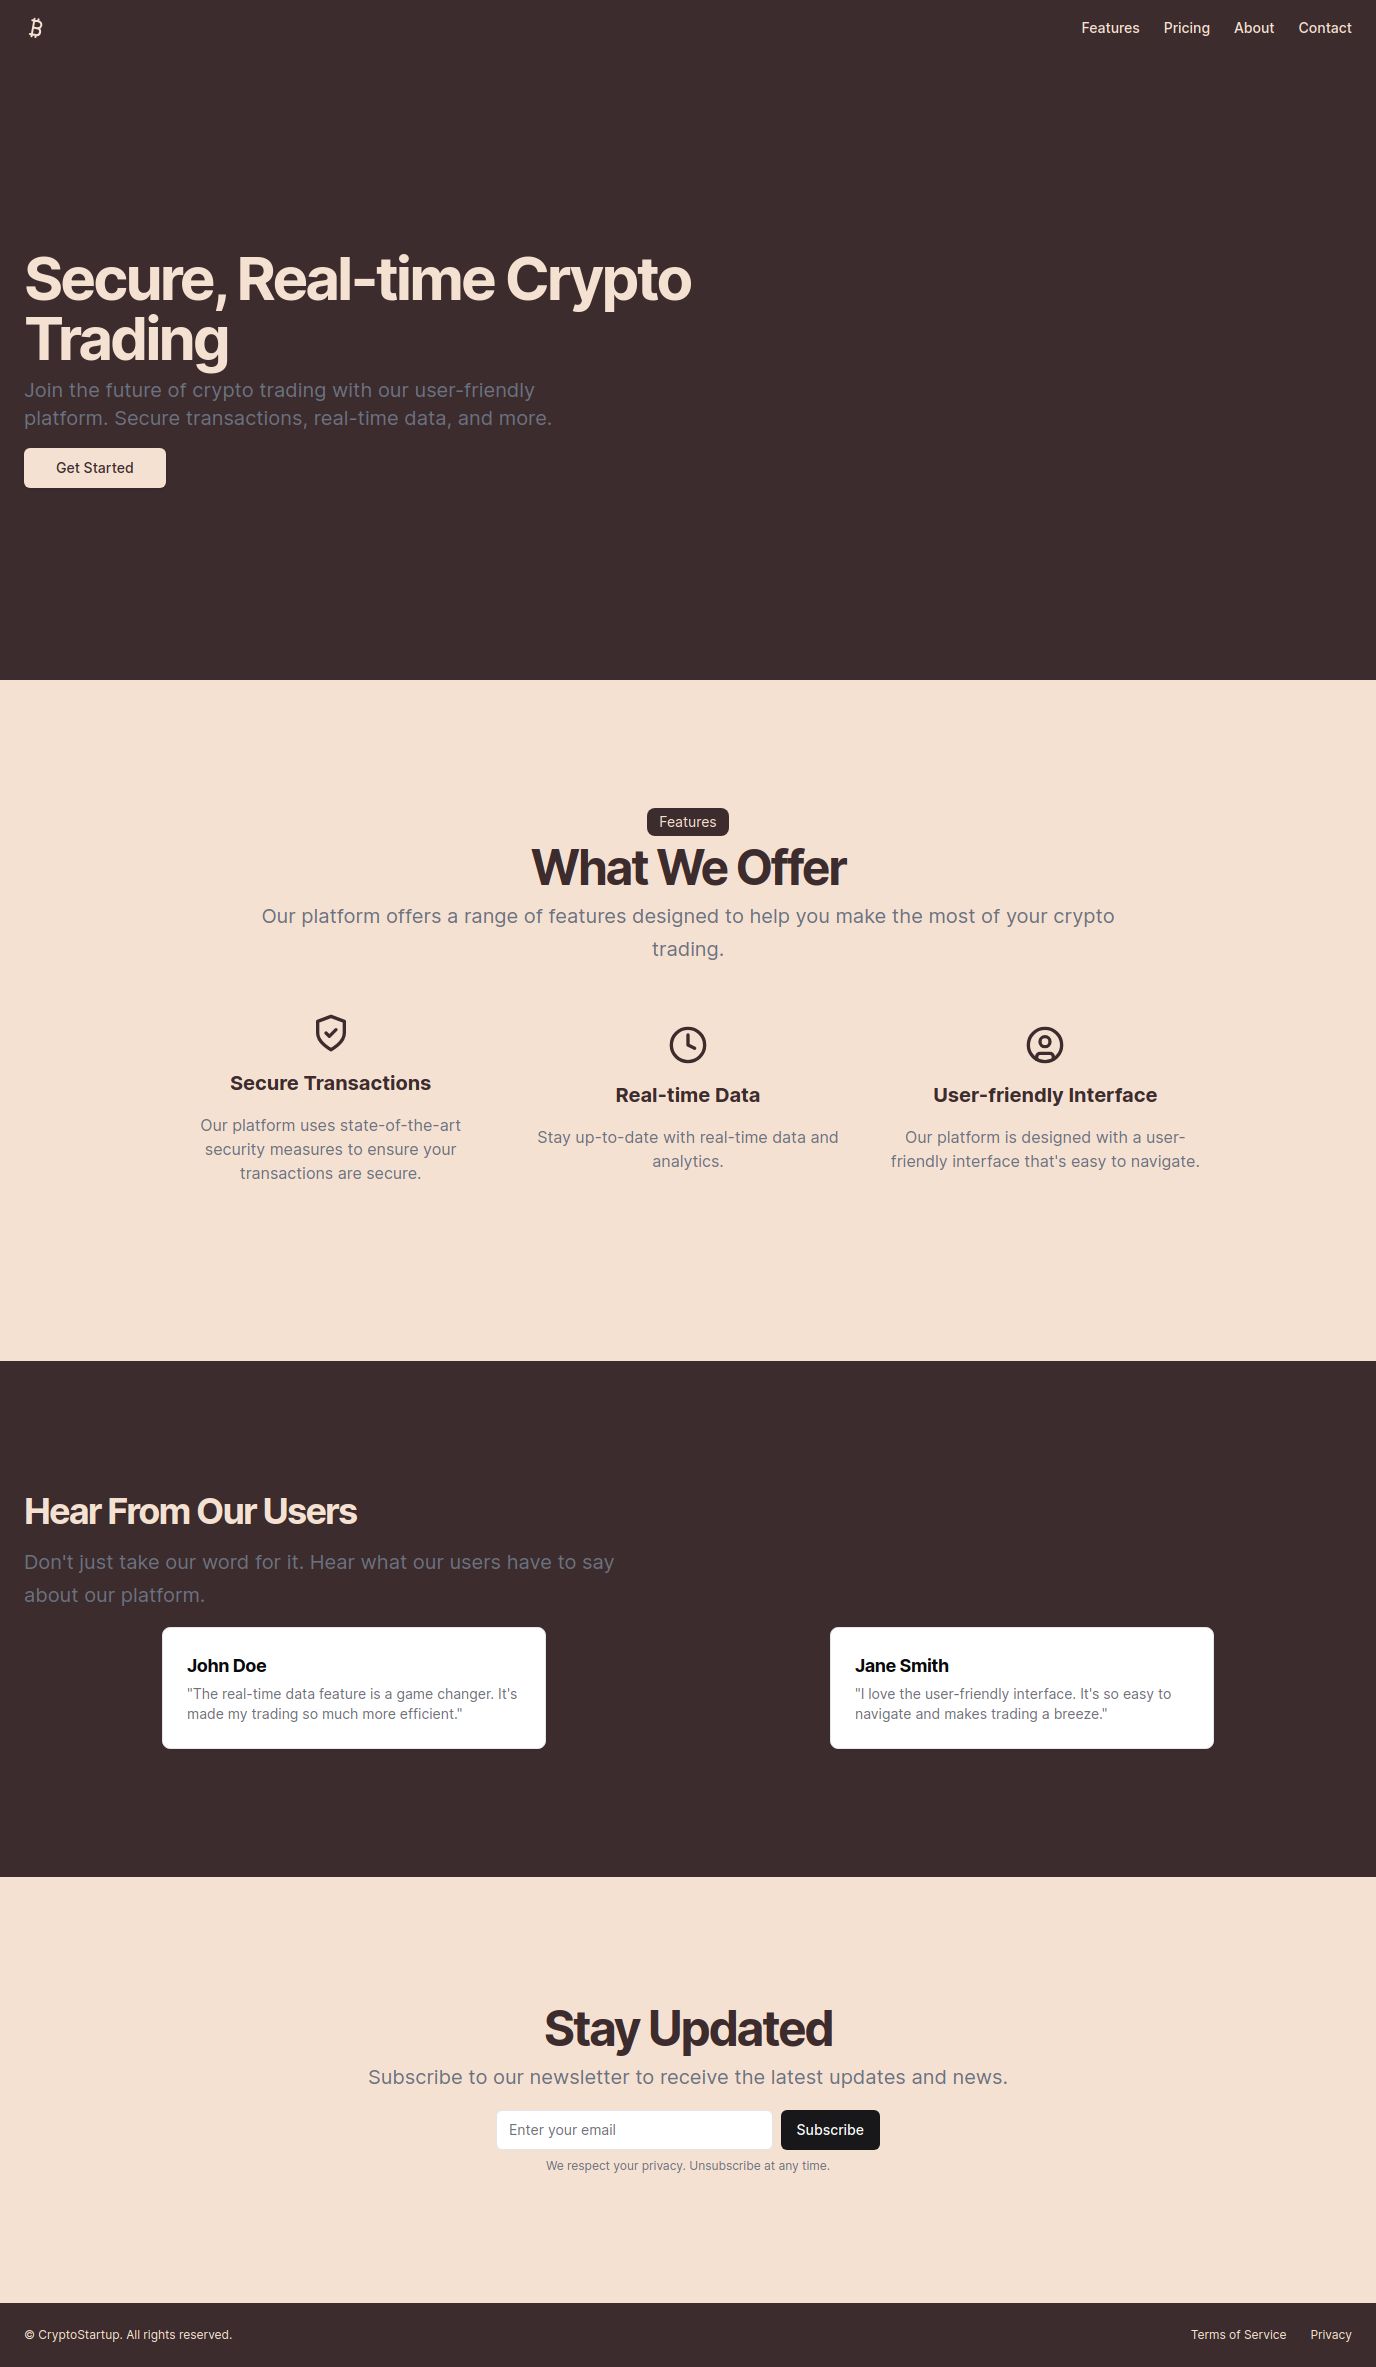 Features Pricing About Contact
Secure, Real-time Crypto
Trading
Join the future of crypto trading with our user-friendly
platform. Secure transactions, real-time data, and more.
Get Started
Features
What We Offer
Our platform offers a range of features designed to help you make the most of your crypto
trading.
Secure Transactions
Our platform uses state-of-the-art
security measures to ensure your
transactions are secure.
Real-time Data
Stay up-to-date with real-time data and
analytics.
User-friendly Interface
Our platform is designed with a user-
friendly interface that's easy to navigate.
Hear From Our Users
Don't just take our word for it. Hear what our users have to say
about our platform.
John Doe
"The real-time data feature is a game changer. It's
made my trading so much more efficient."
Jane Smith
"I love the user-friendly interface. It's so easy to
navigate and makes trading a breeze."
Stay Updated
Subscribe to our newsletter to receive the latest updates and news.
Enter your email
Subscribe
We respect your privacy. Unsubscribe at any time.
© CryptoStartup. All rights reserved.
Terms of Service Privacy